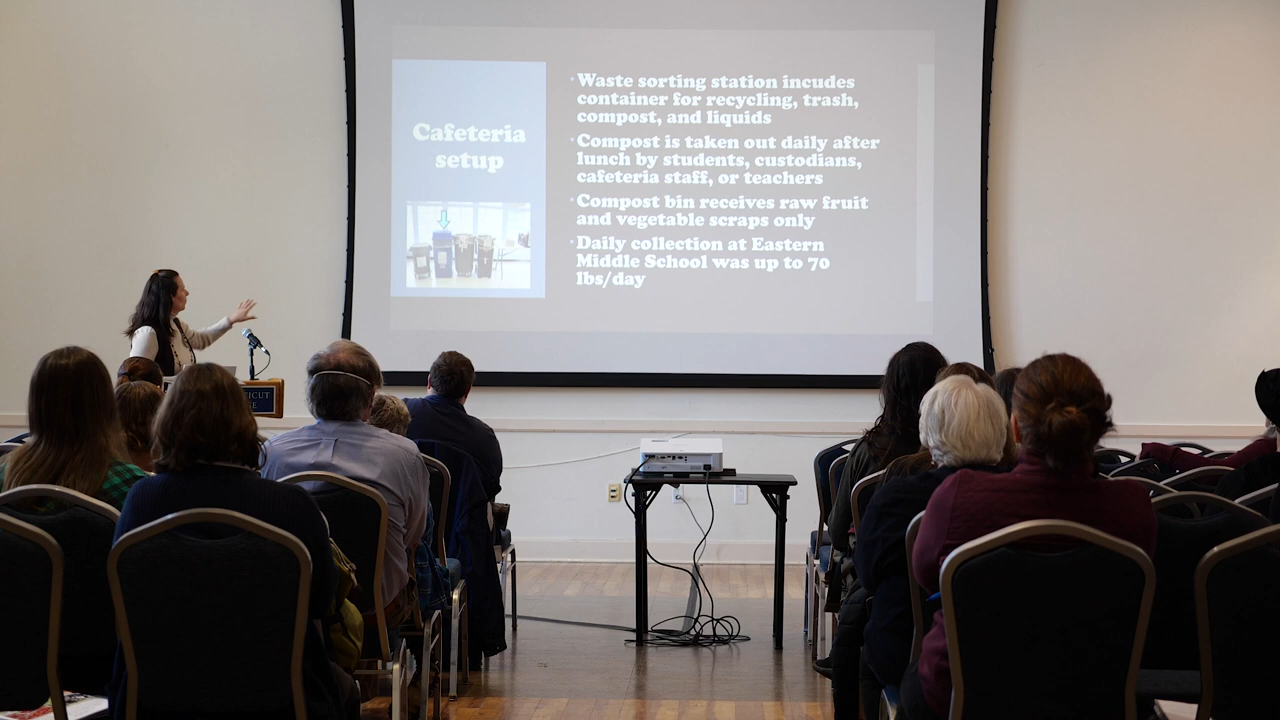 Cafeteria
setup
Waste sorting station incudes
container for recycling, trash,
compost, and liquids
Compost is taken out daily after
lunch by students, custodians,
cafeteria staff, or teachers
Compost bin receives raw fruit
and vegetable scraps only
Daily collection at Eastern
Middle School was up to 70
lbs/day